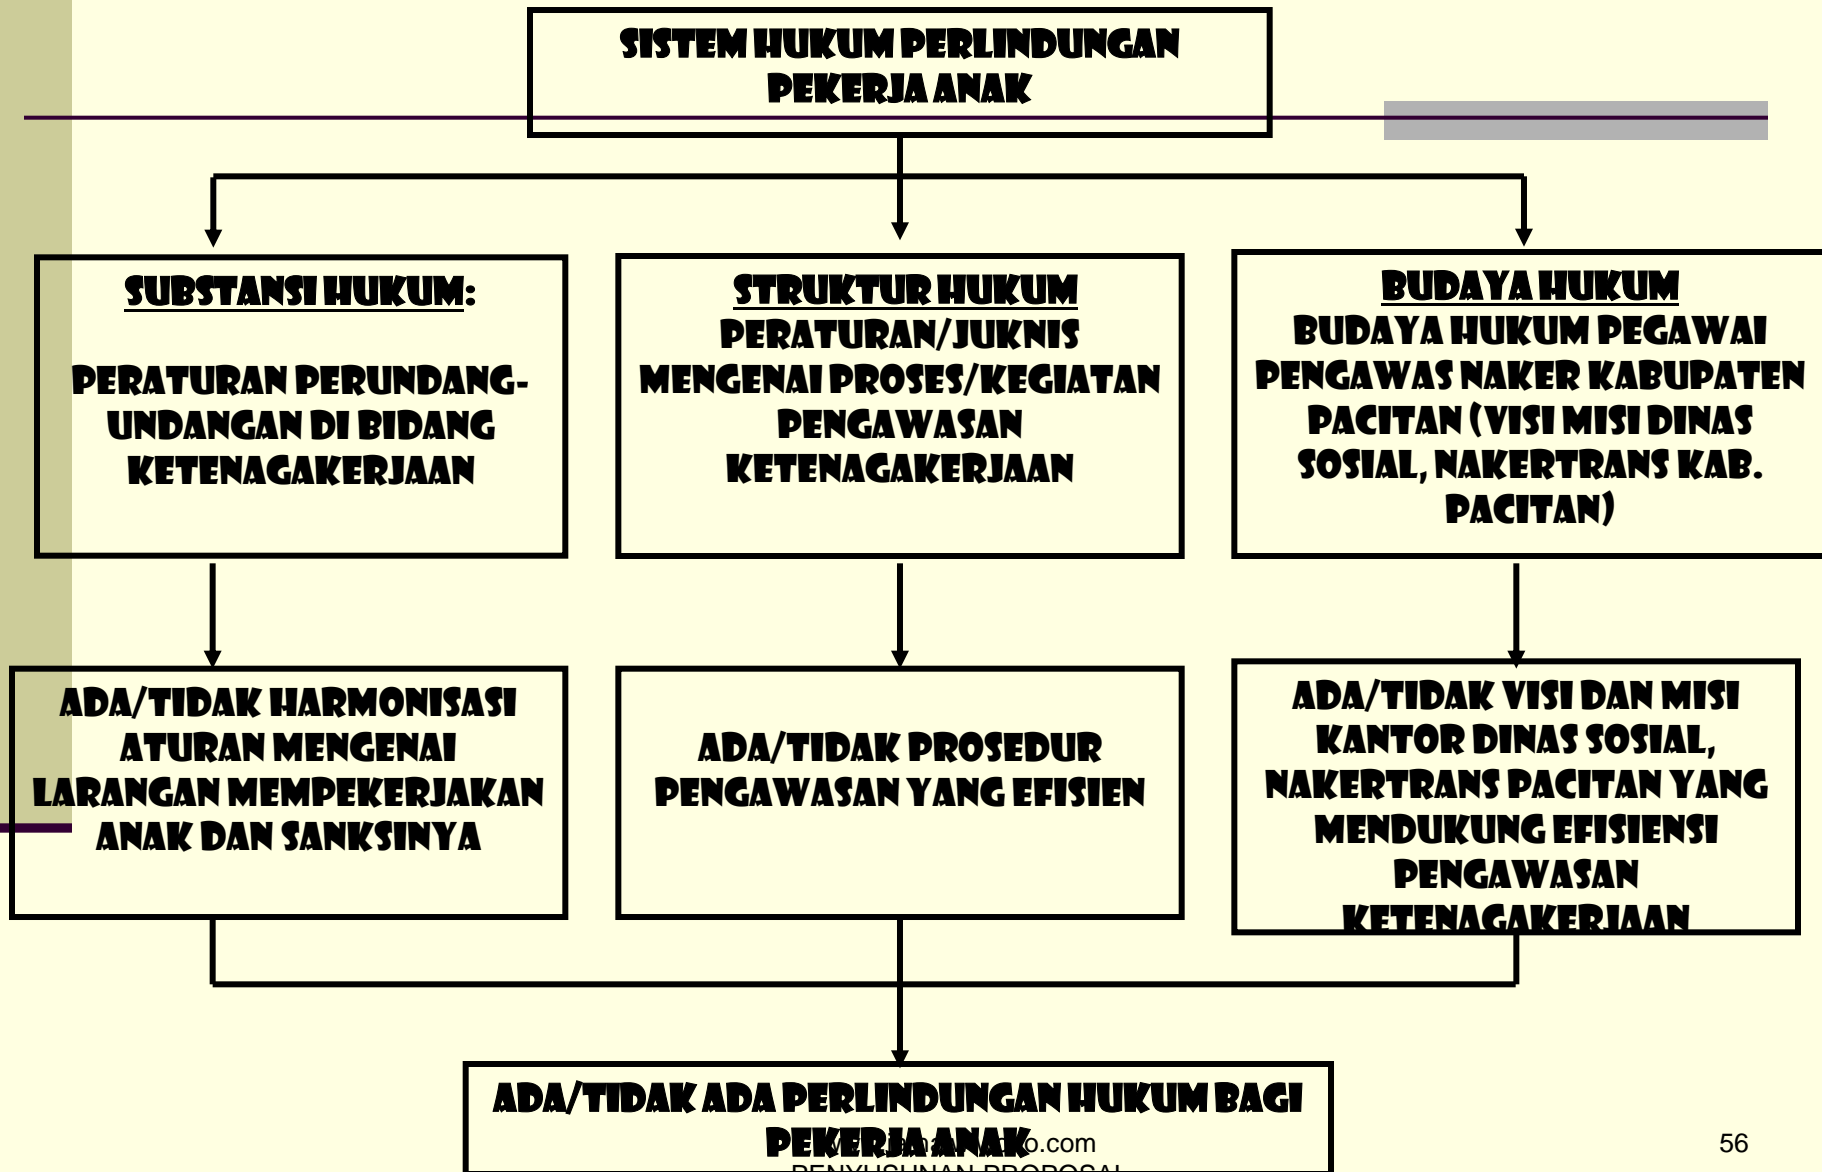 SISTEM HUKUM PERLINDUNGAN
PEKERJA ANAK
SUBSTANSI HUKUM:
PERATURAN PERUNDANG-
UNDANGAN DI BIDANG
KETENAGAKERJAAN
STRUKTUR HUKUM
PERATURAN/JUKNIS
MENGENAI PROSES/KEGIATAN
PENGAWASAN
KETENAGAKERJAAN
BUDAYA HUKUM
BUDAYA HUKUM PEGAWAI
PENGAWAS NAKER KABUPATEN
PACITAN (VISI MISI DINAS
SOSIAL, NAKERTRANS KAB.
PACITAN)
ADA/TIDAK HARMONISASI
ATURAN MENGENAI
LARANGAN MEMPEKERJAKAN
ANAK DAN SANKSINYA
ADA/TIDAK PROSEDUR
PENGAWASAN YANG EFISIEN
ADA/TIDAK VISI DAN MISI
KANTOR DINAS SOSIAL,
NAKERTRANS PACITAN YANG
MENDUKUNG EFISIENSI
PENGAWASAN
KETENAGAKERJAAN
ADA/TIDAK ADA PERLINDUNGAN HUKUM BAGI
PEKERJA ANAK
PENYUSUNAN PROPOSAL
56